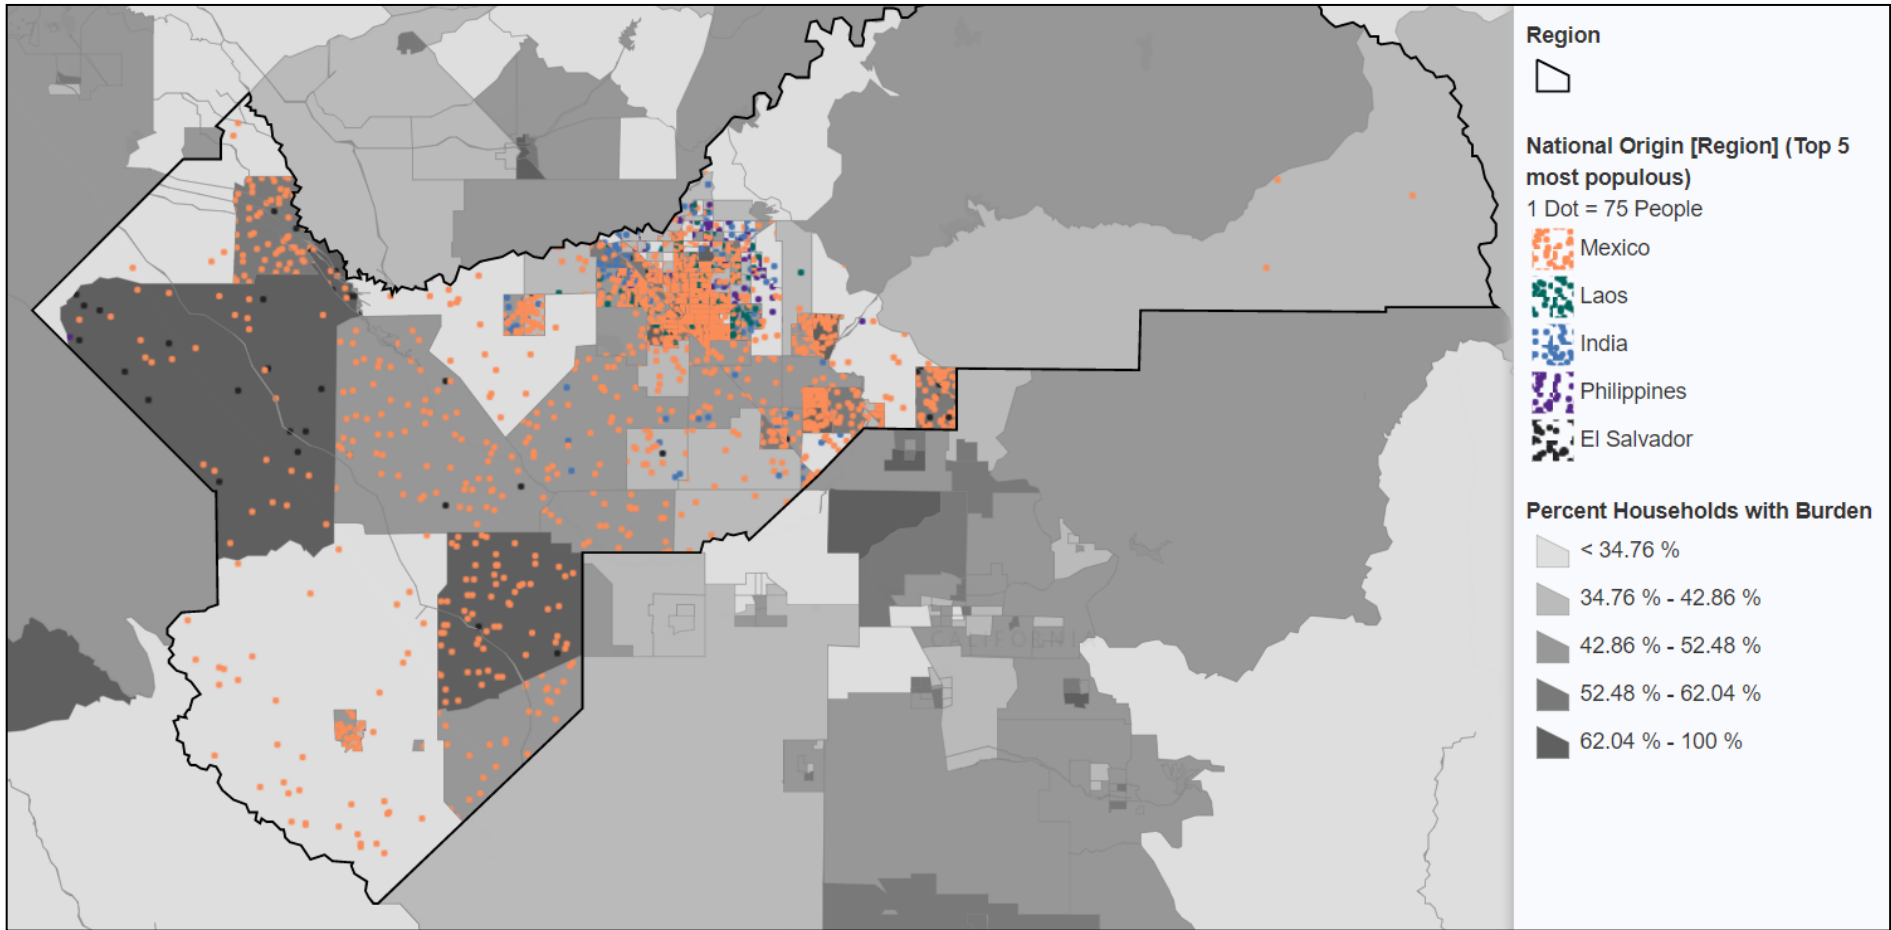 Region
National Origin [Region] (Top 5
most populous)
1 Dot = 75 People
Mexico
Laos
India
Philippines
El Salvador
Percent Households with Burden
< 34.76 %
34.76 % - 42.86 %
42.86 % - 52.48 %
52.48 % - 62.04 %
62.04 % - 100 %
CALIFORNIA